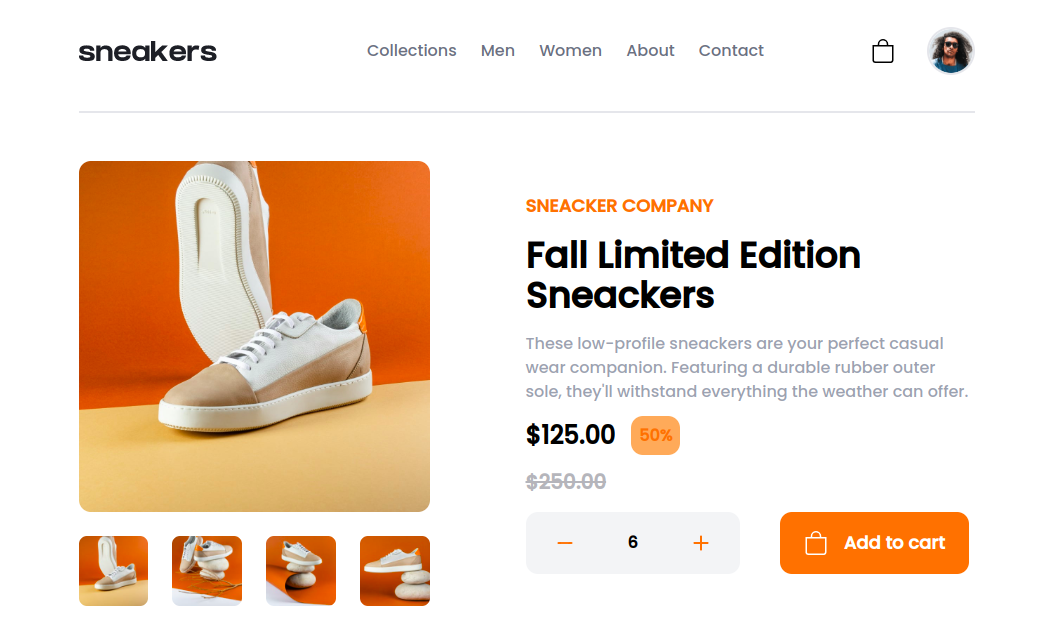 sneakers
Collections Men Women About Contact
SNEACKER COMPANY
Fall Limited Edition
Sneackers
These low-profile sneackers are your perfect casual
wear companion. Featuring a durable rubber outer
sole, they'll withstand everything the weather can offer.
$125.00 50%
$250.00
6 Add to cart